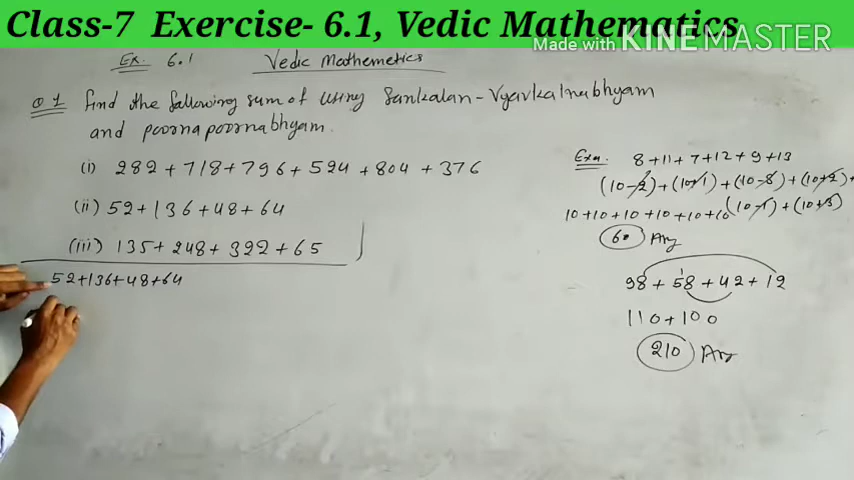 Class-7 Exercise- 6.1, Vedic Mathematics
Made with KINEMASTER
Ex. 6.1 Vedic Mathemetics
Q 1 find the following sum of using Sankalan-Vyavkalnabhyam
and poornapoornabhyam.
(i) 282+718+796+524+804+376
(ii) 52+136+48+64
(iii) 135+248+322+65
52+136+48+64
Exa. 8+11+7+12+9+13
(10-2)+(10+1)+(10-8)+(10+2)+
(10-1)+(10+3)
10+10+10+10+10+10
60 Ans
98+58+42+12
110+100
210 Ans